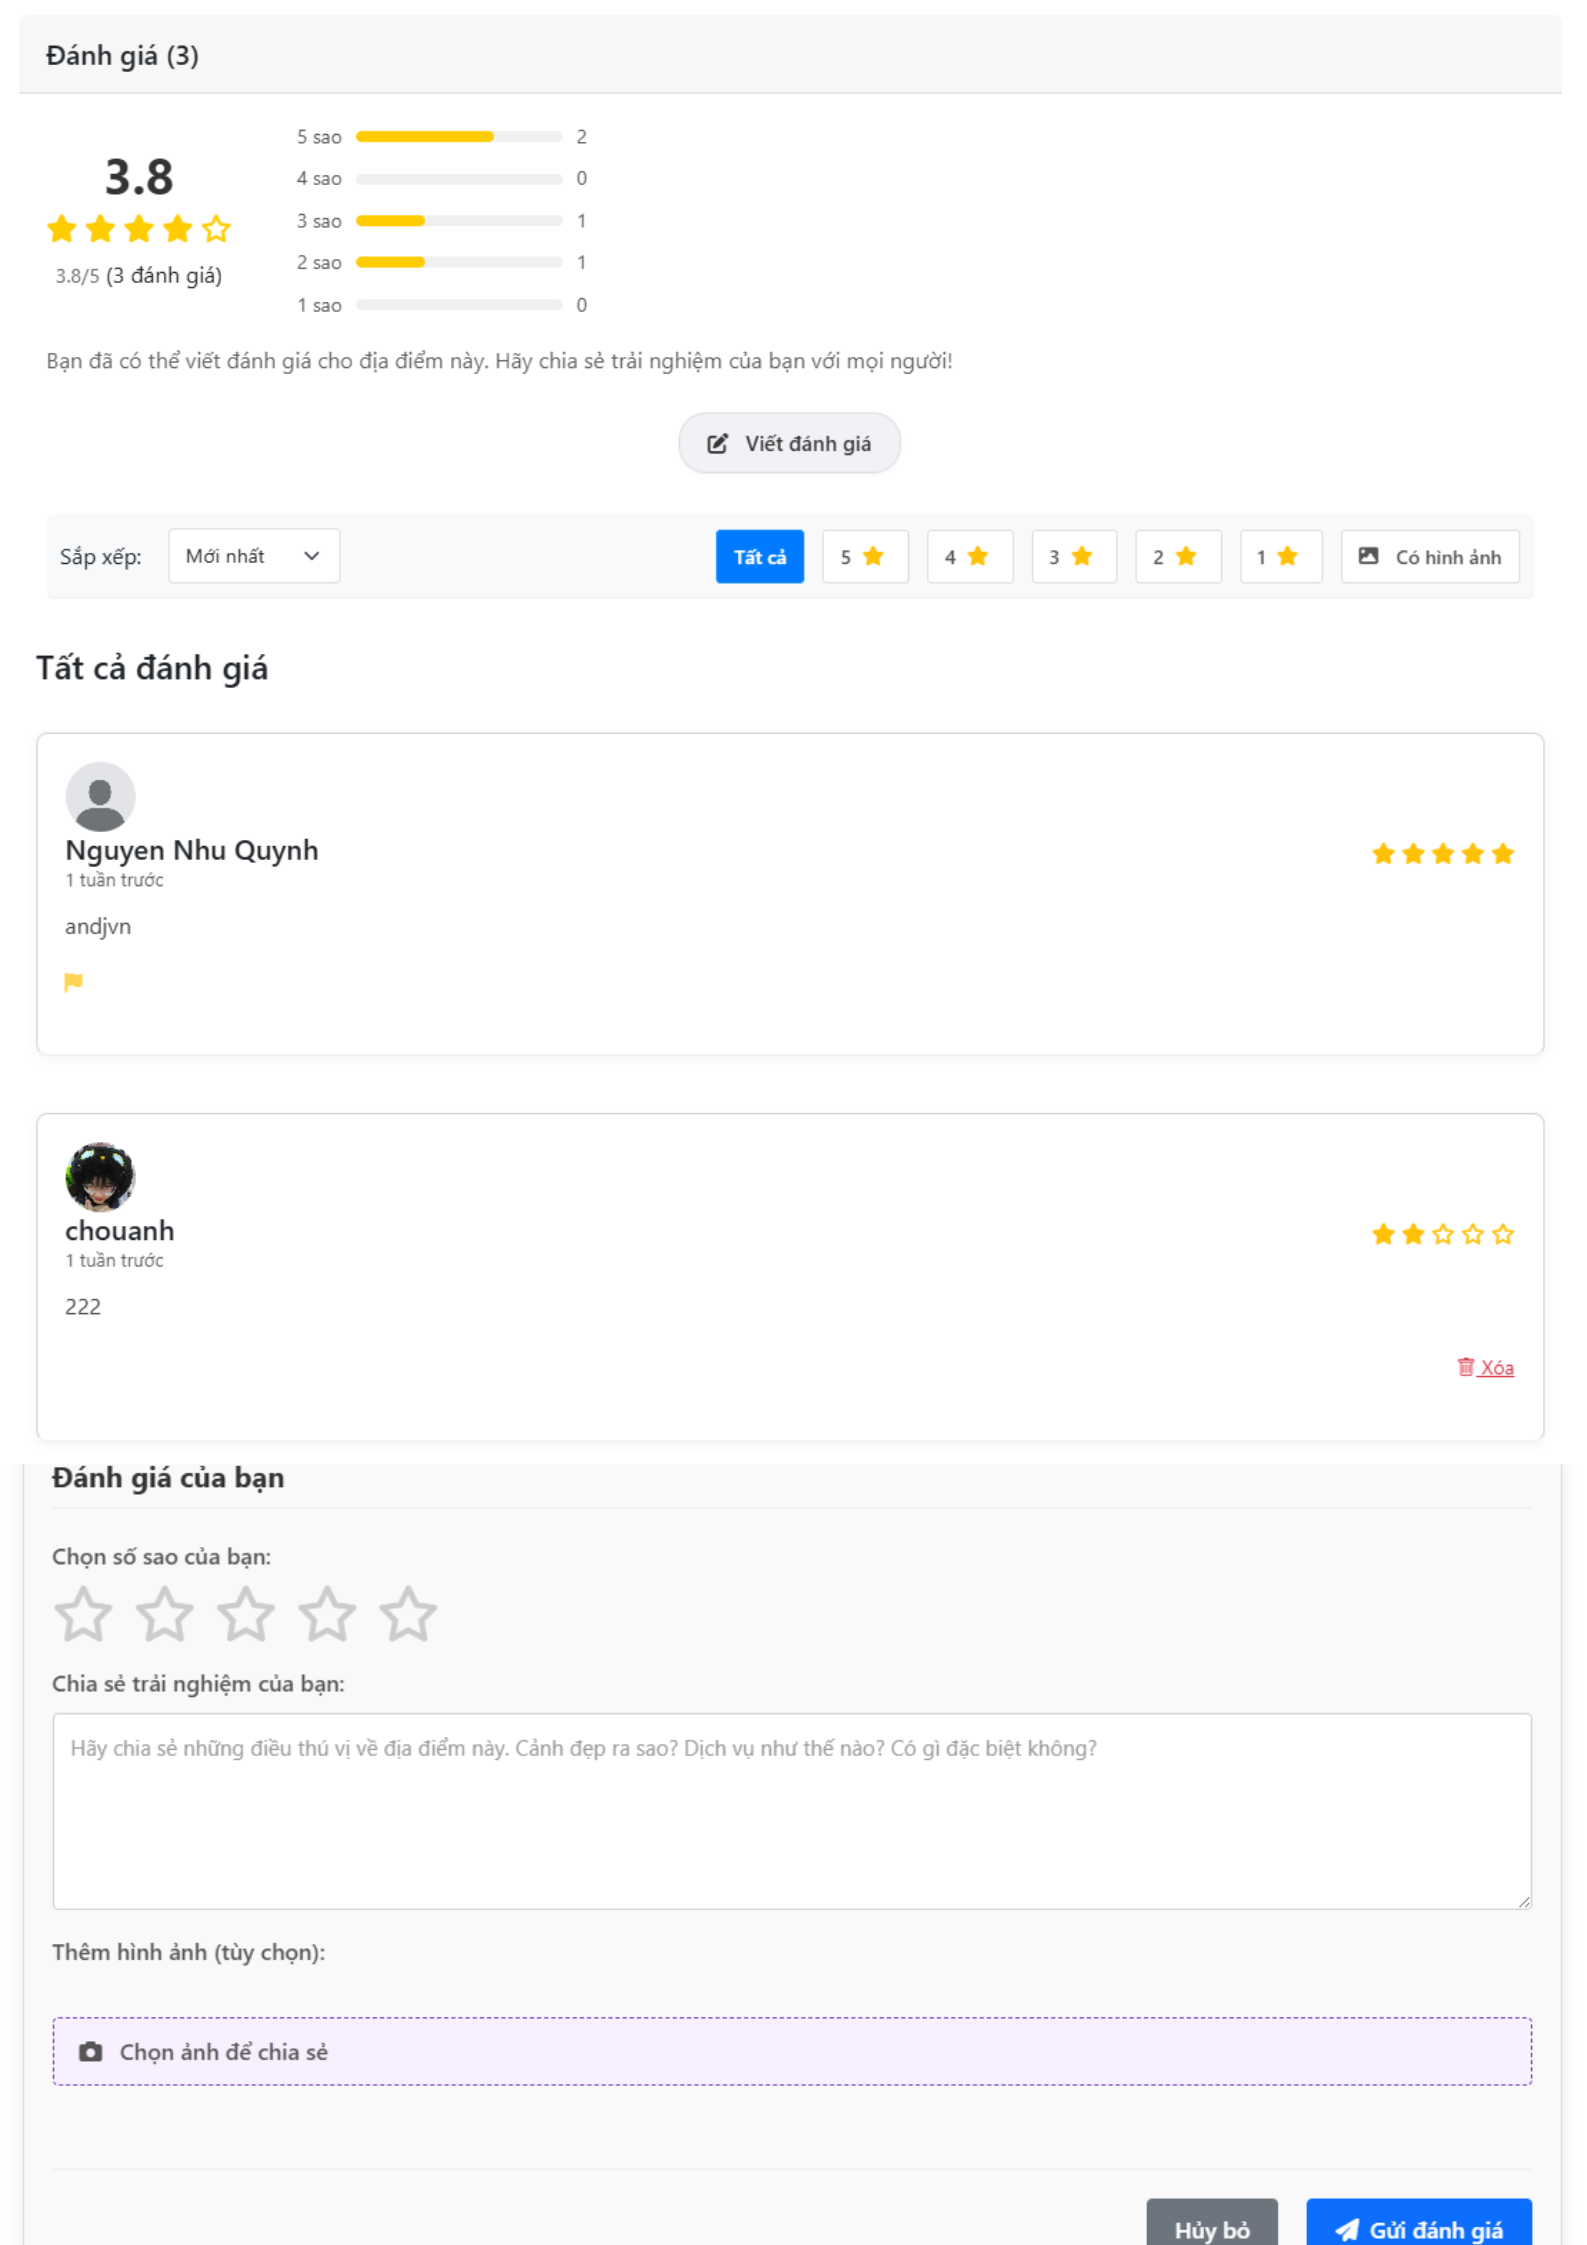 Đánh giá (3)
3.8
3.8/5 (3 đánh giá)
5 sao 2
4 sao 0
3 sao 1
2 sao 1
1 sao 0
Bạn đã có thể viết đánh giá cho địa điểm này. Hãy chia sẻ trải nghiệm của bạn với mọi người!
Viết đánh giá
Sắp xếp: Mới nhất Tất cả 5 4 3 2 1 Có hình ảnh
Tất cả đánh giá
Nguyen Nhu Quynh
1 tuần trước
andjvn
chouanh
1 tuần trước
222
Xóa
Đánh giá của bạn
Chọn số sao của bạn:
Chia sẻ trải nghiệm của bạn:
Hãy chia sẻ những điều thú vị về địa điểm này. Cảnh đẹp ra sao? Dịch vụ như thế nào? Có gì đặc biệt không?
Thêm hình ảnh (tùy chọn):
Chọn ảnh để chia sẻ
Hủy bỏ Gửi đánh giá